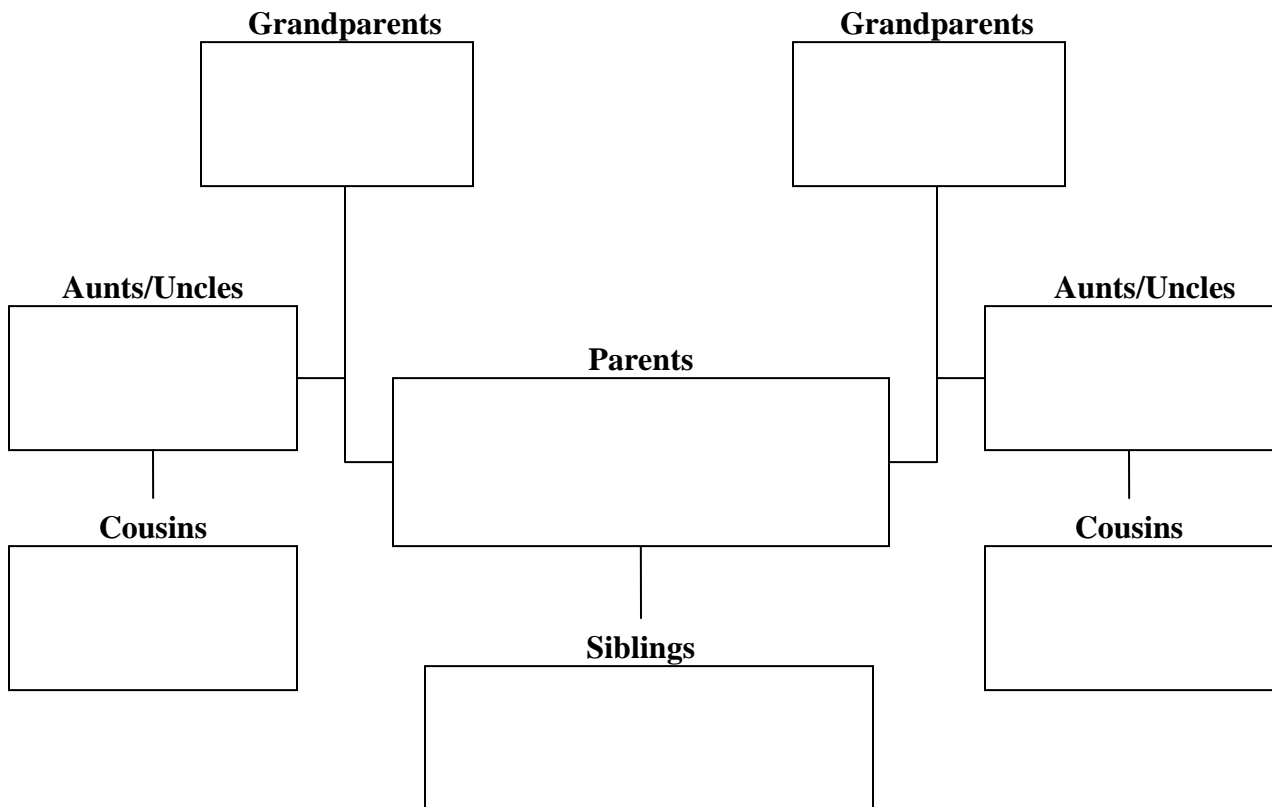 Grandparents
Grandparents
Aunts/Uncles
Aunts/Uncles
Parents
Cousins
Cousins
Siblings